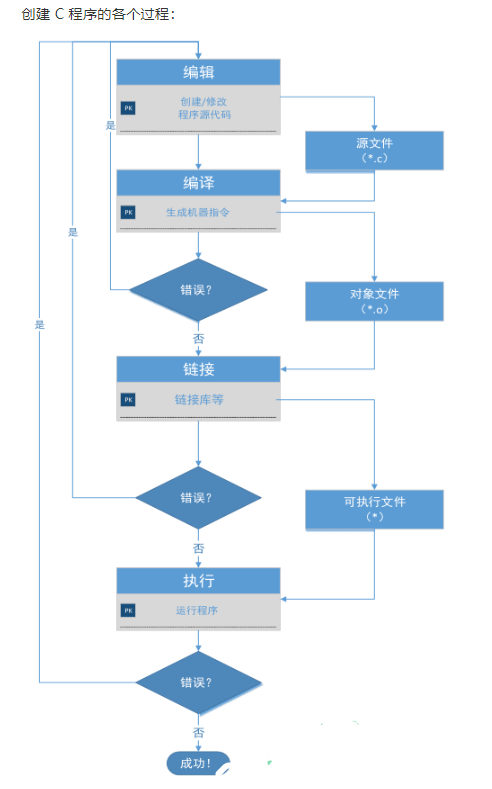 创建 C 程序的各个过程：
编辑
PK
创建/修改
程序源代码
是
源文件
（*.c）
编译
PK
生成机器指令
是
错误？
对象文件
（*.o）
否
是
链接
PK
链接库等
错误？
可执行文件
（*）
否
执行
PK
运行程序
错误？
否
成功！